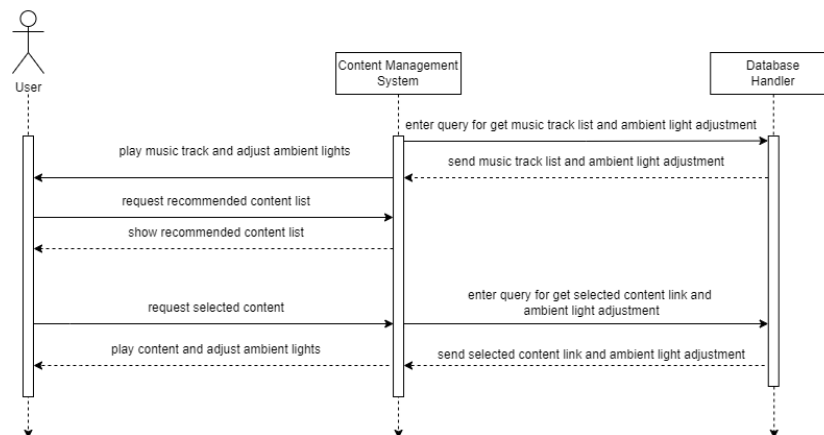 User
Content Management
System
Database
Handler
enter query for get music track list and ambient light adjustment
play music track and adjust ambient lights
send music track list and ambient light adjustment
request recommended content list
show recommended content list
request selected content
enter query for get selected content link and
ambient light adjustment
play content and adjust ambient lights
send selected content link and ambient light adjustment